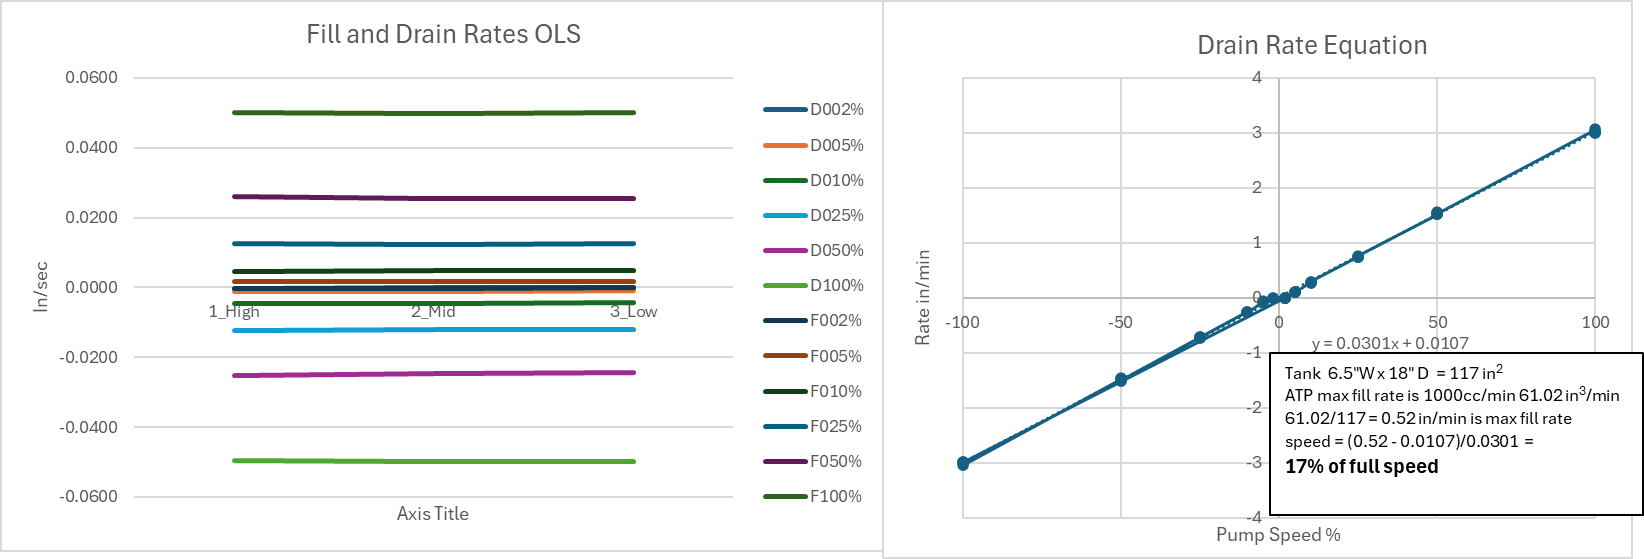 Fill and Drain Rates OLS
0.0600
0.0400
0.0200
0.0000
-0.0200
-0.0400
-0.0600
In/sec
1_High
2_Mid
3_Low
Axis Title
D002%
D005%
D010%
D025%
D050%
D100%
F002%
F005%
F010%
F025%
F050%
F100%
Drain Rate Equation
4
3
2
1
0
-1
-2
-3
-4
Rate in/min
-100
-50
0
50
100
Pump Speed %
y = 0.0301x + 0.0107
Tank 6.5"W x 18" D = 117 in²
ATP max fill rate is 1000cc/min 61.02 in³/min
61.02/117 = 0.52 in/min is max fill rate
speed = (0.52 - 0.0107)/0.0301 =
17% of full speed